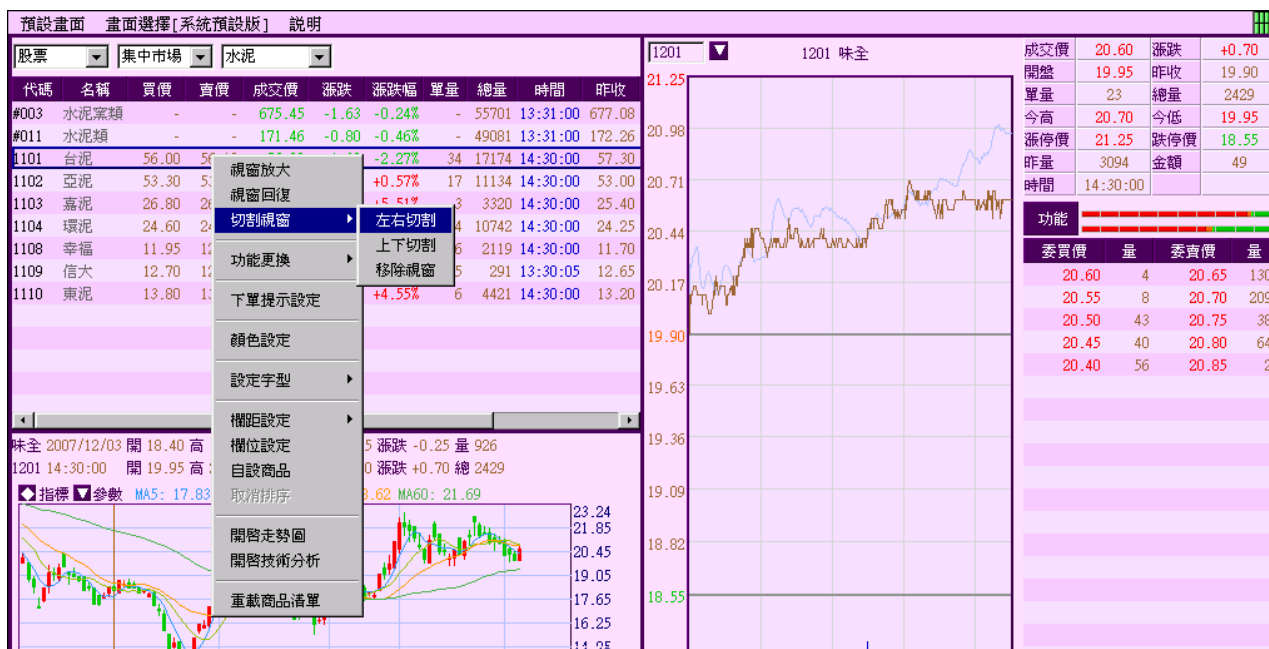 預設畫面 畫面選擇[系統預設版] 説明
股票 集中市場 水泥
代碼 名稱 買價 賣價 成交價 漲跌 漲跌幅 單量 總量 時間 昨收
#003 水泥窯類 - - 675.45 -1.63 -0.24% - 55701 13:31:00 677.08
#011 水泥類 - - 171.46 -0.80 -0.46% - 49081 13:31:00 172.26
1101 台泥 56.00 -2.27% 34 17174 14:30:00 57.30
1102 亞泥 53.30 +0.57% 17 11134 14:30:00 53.00
1103 嘉泥 26.80 3320 14:30:00 25.40
1104 環泥 24.60 10742 14:30:00 24.25
1108 幸福 11.95 2119 14:30:00 11.70
1109 信大 12.70 291 13:30:05 12.65
1110 東泥 13.80 +4.55% 6 4421 14:30:00 13.20
視窗放大
視窗回復
切割視窗
功能更換
下單提示設定
顏色設定
設定字型
欄距設定
欄位設定
自設商品
取消排序
開啓走勢圖
開啓技術分析
重載商品清單
左右切割
上下切割
移除視窗
味全 2007/12/03 開 18.40 高 漲跌 -0.25 量 926
1201 14:30:00 開 19.95 高 漲跌 +0.70 總 2429
指標 參數 MA5: 17.83 MA60: 21.69
23.24
21.85
20.45
19.05
17.65
16.25
1201 1201 味全
21.25
20.98
20.71
20.44
20.17
19.90
19.63
19.36
19.09
18.82
18.55
成交價 20.60 漲跌 +0.70
開盤 19.95 昨收 19.90
單量 23 總量 2429
今高 20.70 今低 19.95
漲停價 21.25 跌停價 18.55
昨量 3094 金額 49
時間 14:30:00
功能
委買價 量 委賣價 量
20.60 4 20.65 130
20.55 8 20.70 209
20.50 43 20.75 38
20.45 40 20.80 64
20.40 56 20.85 2